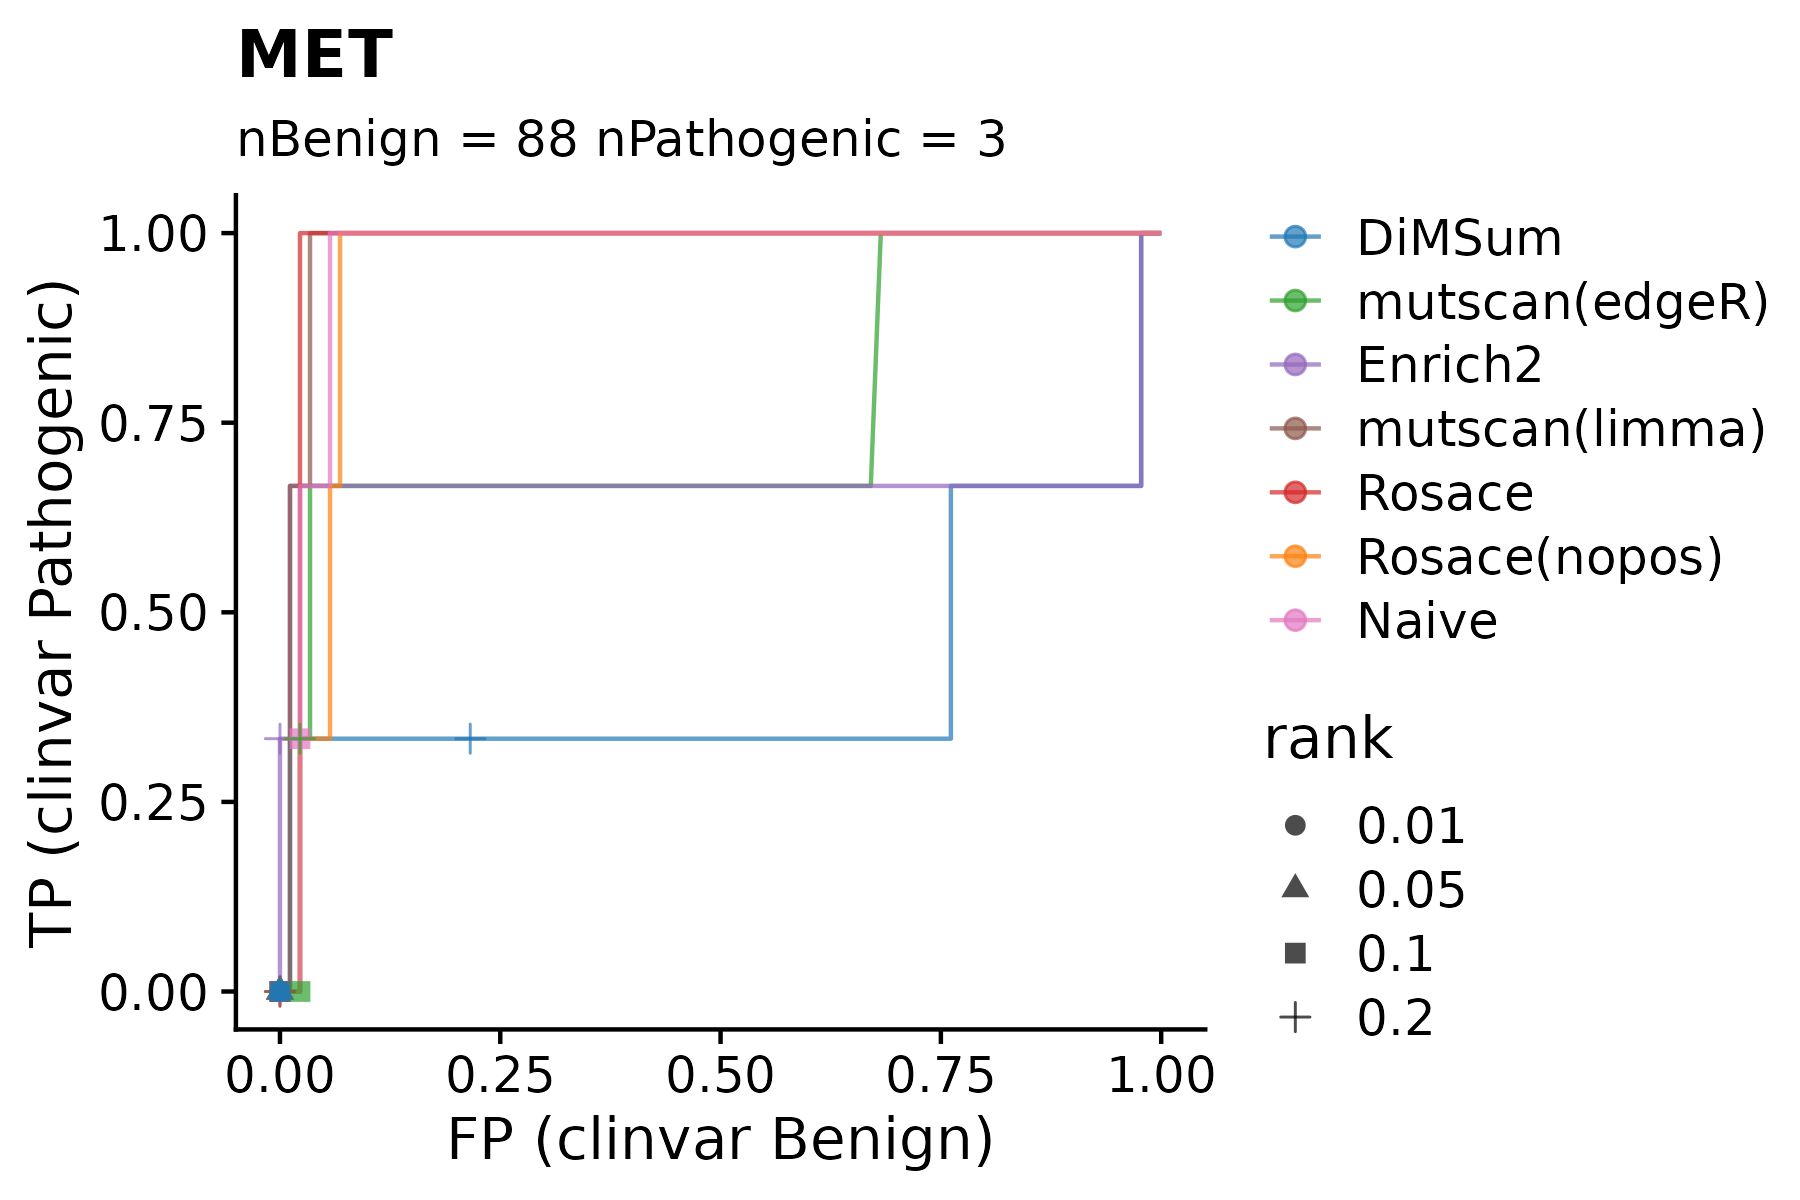 MET
nBenign = 88 nPathogenic = 3
TP (clinvar Pathogenic)
1.00
0.75
0.50
0.25
0.00
0.00 0.25 0.50 0.75 1.00
FP (clinvar Benign)
DiMSum
mutscan(edgeR)
Enrich2
mutscan(limma)
Rosace
Rosace(nopos)
Naive
rank
0.01
0.05
0.1
0.2